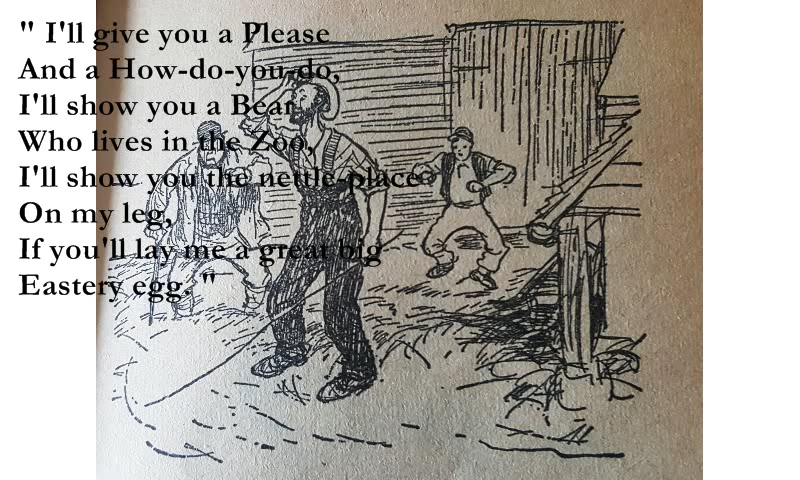 " I'll give you a Please
And a How-do-you-do,
I'll show you a Bear
Who lives in the Zoo,
I'll show you the nettle-place
On my leg,
If you'll lay me a great big
Eastery egg. "